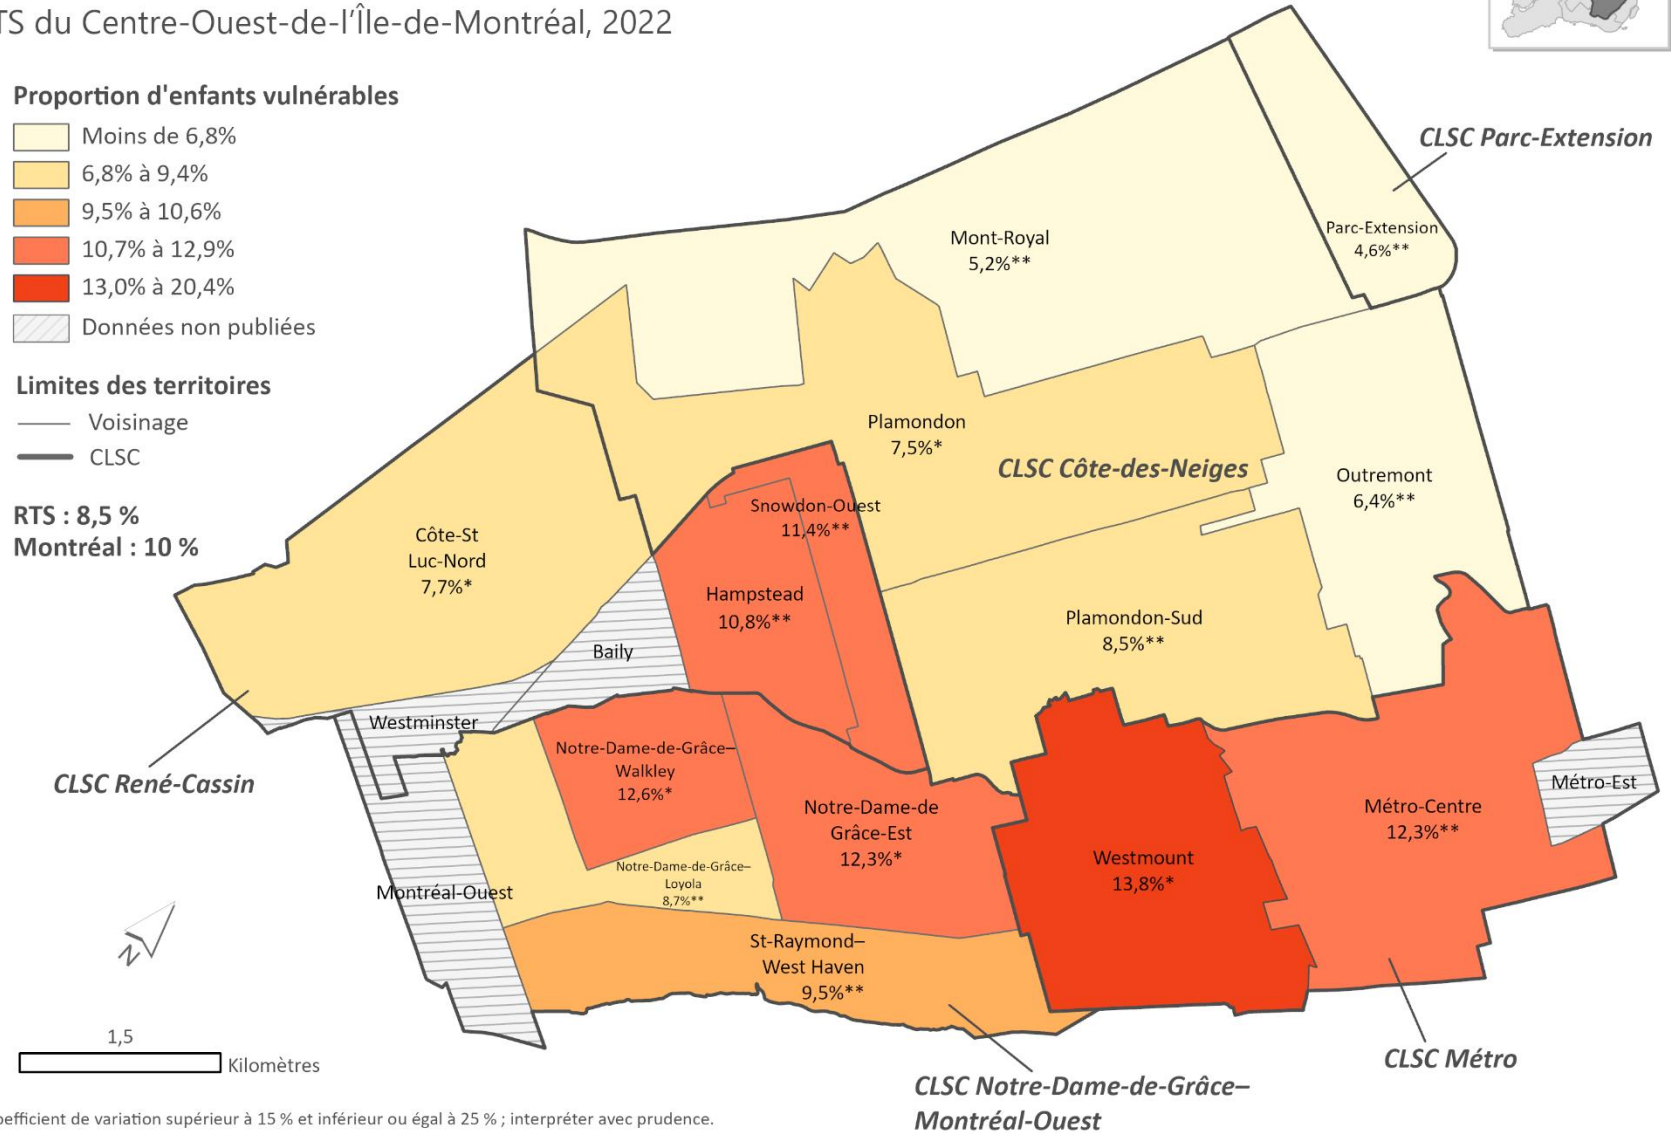 TS du Centre-Ouest-de-l'Île-de-Montréal, 2022
Proportion d'enfants vulnérables
Moins de 6,8%
6,8% à 9,4%
9,5% à 10,6%
10,7% à 12,9%
13,0% à 20,4%
Données non publiées
Limites des territoires
Voisinage
CLSC
RTS : 8,5 %
Montréal : 10 %
CLSC Parc-Extension
Parc-Extension
4,6%**
Mont-Royal
5,2%**
Plamondon
7,5%*
CLSC Côte-des-Neiges
Outremont
6,4%**
Snowdon-Ouest
11,4%**
Côte-St
Luc-Nord
7,7%*
Hampstead
10,8%**
Plamondon-Sud
8,5%**
Baily
Westminster
CLSC René-Cassin
Notre-Dame-de-Grâce–
Walkley
12,6%*
Notre-Dame-de
Grâce-Est
12,3%*
Métro-Est
Métro-Centre
12,3%**
Westmount
13,8%*
Notre-Dame-de-Grâce–
Loyola
8,7%**
Montréal-Ouest
St-Raymond–
West Haven
9,5%**
N
1,5
Kilomètres
CLSC Métro
CLSC Notre-Dame-de-Grâce–
Montréal-Ouest
oefficient de variation supérieur à 15 % et inférieur ou égal à 25 % ; interpréter avec prudence.